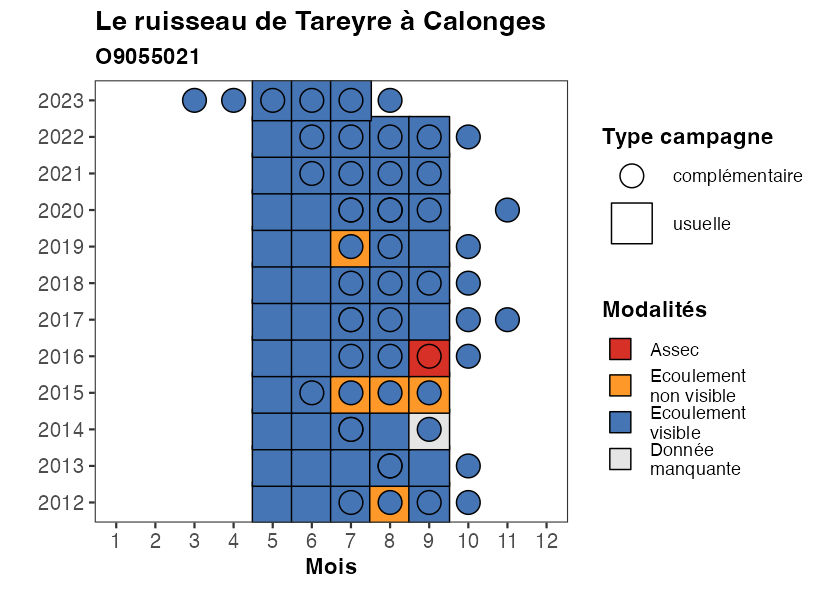 Le ruisseau de Tareyre à Calonges
O9055021
2023
2022
2021
2020
2019
2018
2017
2016
2015
2014
2013
2012
1 2 3 4 5 6 7 8 9 10 11 12
Mois
Type campagne
complémentaire
usuelle
Modalités
Assec
Ecoulement
non visible
Ecoulement
visible
Donnée
manquante